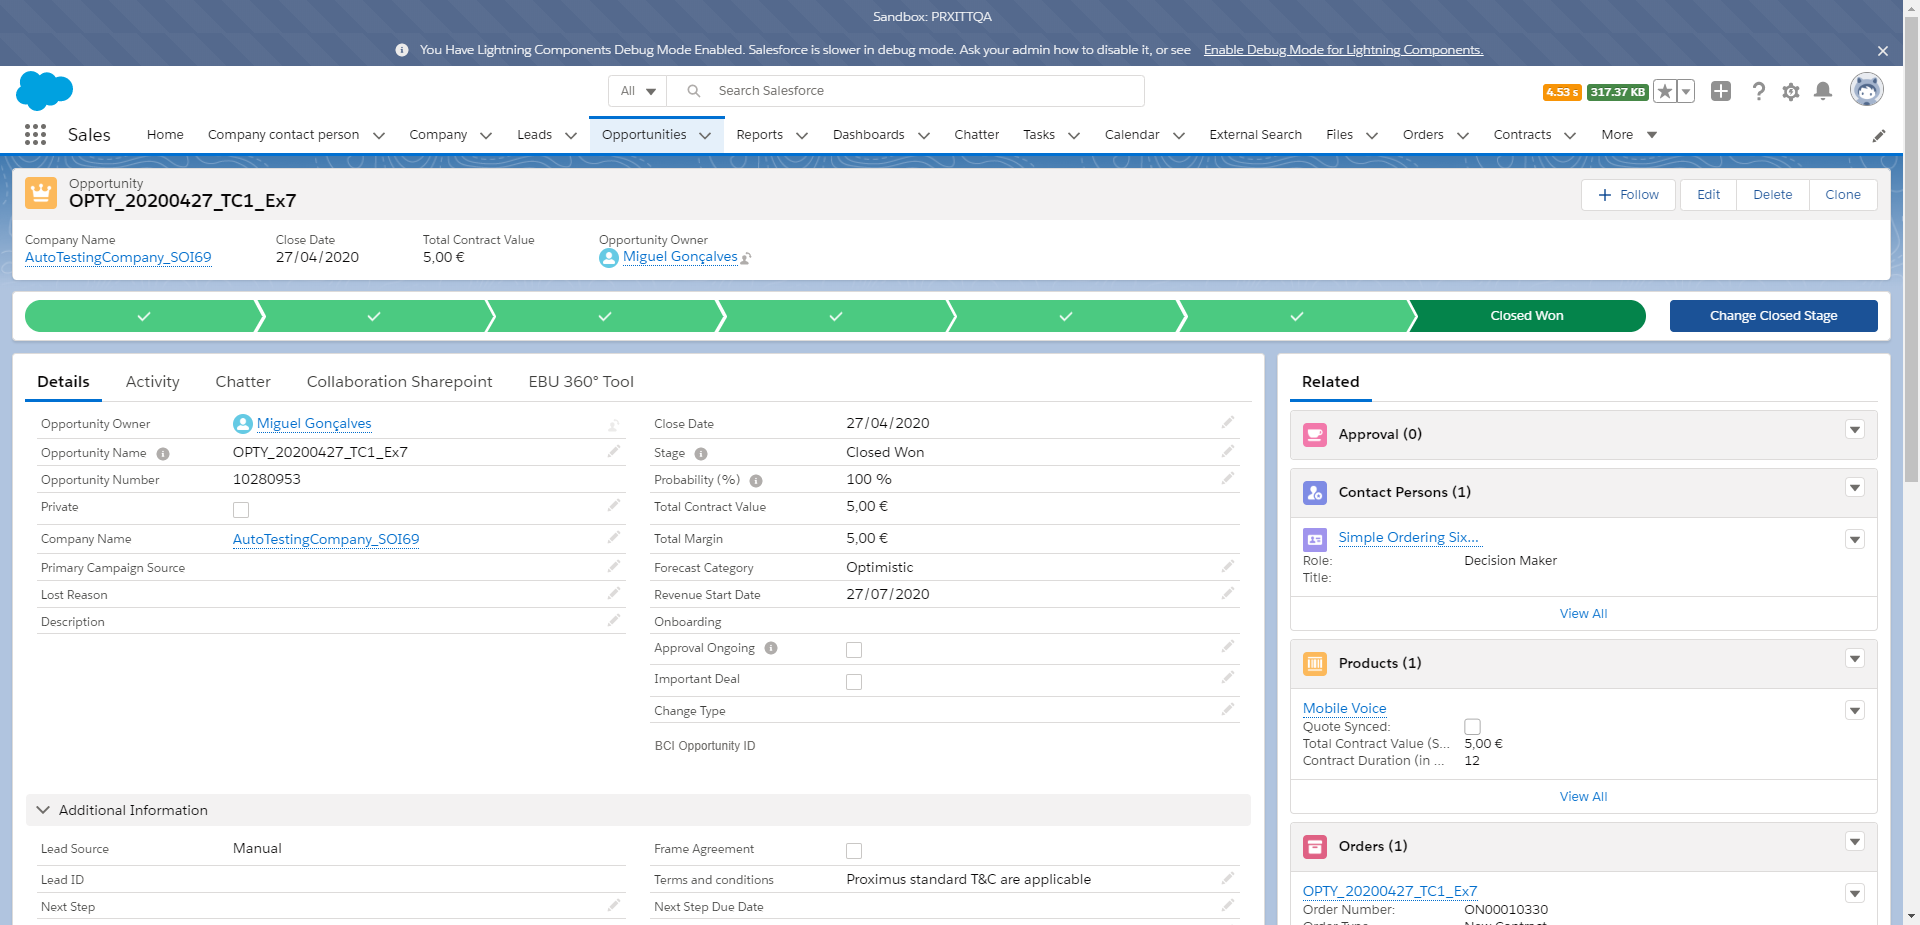 Sandbox: PRXITTQA
You Have Lightning Components Debug Mode Enabled. Salesforce is slower in debug mode. Ask your admin how to disable it, or see Enable Debug Mode for Lightning Components.
All
Search Salesforce
4.53 s 317.37 KB
Sales Home Company contact person Company Leads Opportunities Reports Dashboards Chatter Tasks Calendar External Search Files Orders Contracts More
Opportunity
OPTY_20200427_TC1_Ex7
Follow Edit Delete Clone
Company Name Close Date Total Contract Value Opportunity Owner
AutoTestingCompany_SOI69 27/04/2020 5,00 € Miguel Gonçalves
Closed Won
Change Closed Stage
Details Activity Chatter Collaboration Sharepoint EBU 360° Tool
Opportunity Owner Miguel Gonçalves
Opportunity Name OPTY_20200427_TC1_Ex7
Opportunity Number 10280953
Private
Company Name AutoTestingCompany_SOI69
Primary Campaign Source
Lost Reason
Description
Close Date 27/04/2020
Stage Closed Won
Probability (%) 100 %
Total Contract Value 5,00 €
Total Margin 5,00 €
Forecast Category Optimistic
Revenue Start Date 27/07/2020
Onboarding
Approval Ongoing
Important Deal
Change Type
BCI Opportunity ID
Additional Information
Lead Source Manual
Lead ID
Next Step
Frame Agreement
Terms and conditions Proximus standard T&C are applicable
Next Step Due Date
Related
Approval (0)
Contact Persons (1)
Simple Ordering Six...
Role: Decision Maker
Title:
View All
Products (1)
Mobile Voice
Quote Synced:
Total Contract Value (S... 5,00 €
Contract Duration (in ... 12
View All
Orders (1)
OPTY_20200427_TC1_Ex7
Order Number: ON00010330
Order Type New Contract